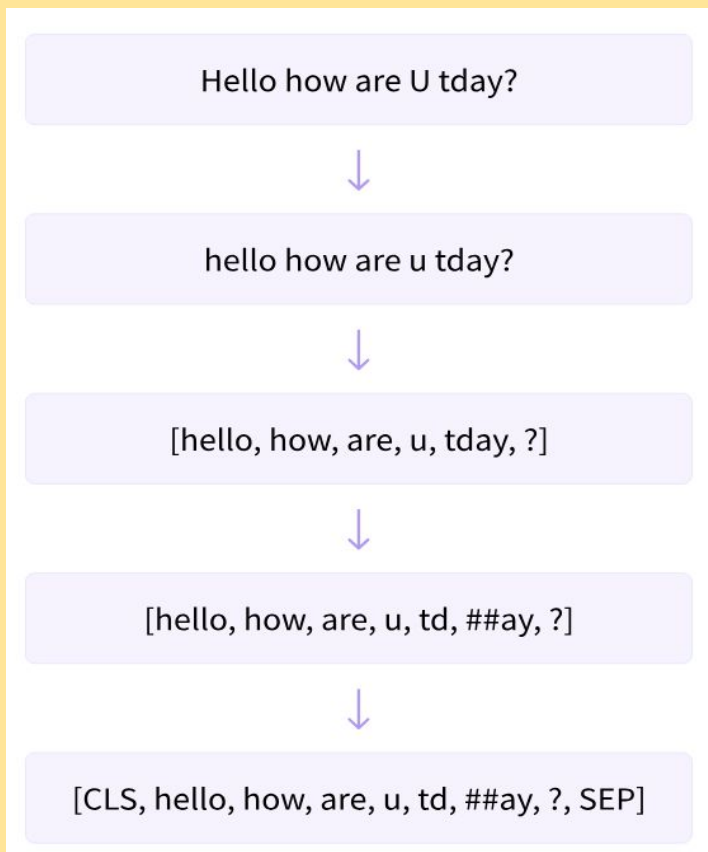 Hello how are U tday?
hello how are u tday?
[hello, how, are, u, tday, ?]
[hello, how, are, u, td, ##ay, ?]
[CLS, hello, how, are, u, td, ##ay, ?, SEP]